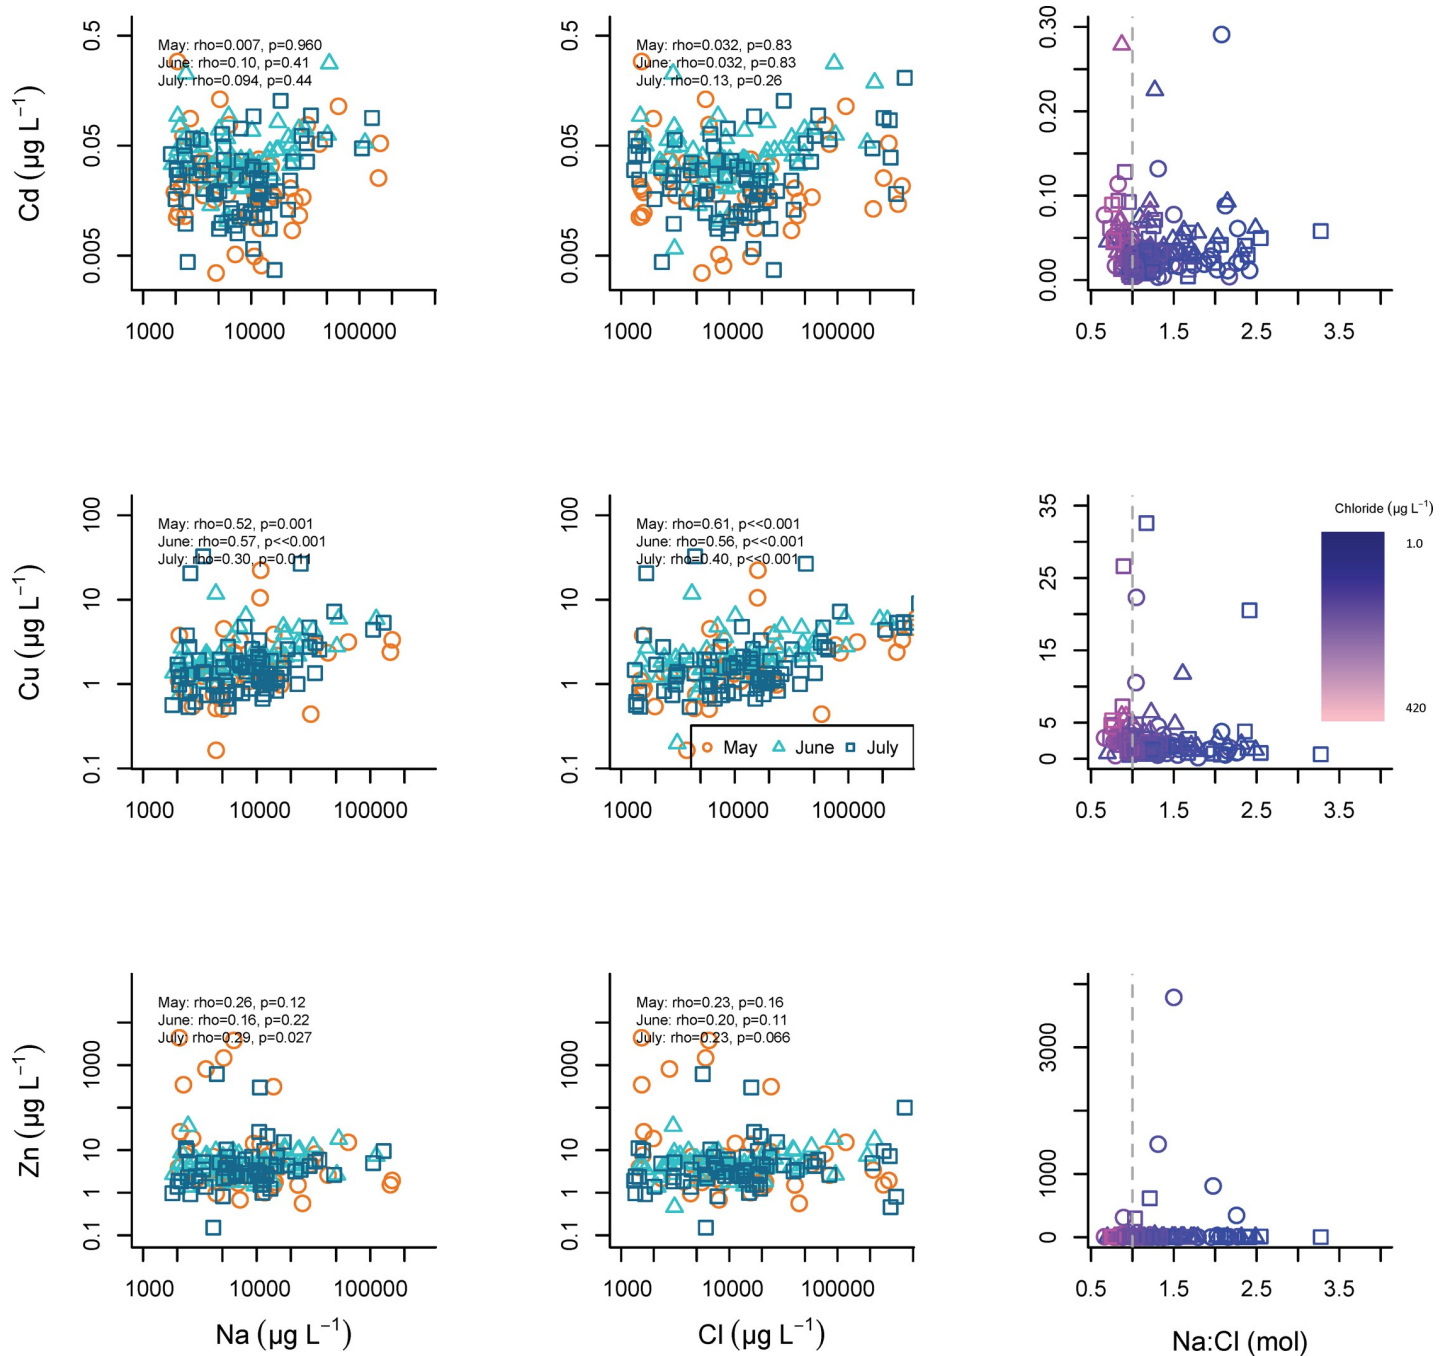 Cd (µg L⁻¹)
0.5
0.05
0.005
May: rho=0.007, p=0.960
June: rho=0.10, p=0.41
July: rho=0.094, p=0.44
1000 10000 100000
0.5
0.05
0.005
May: rho=0.032, p=0.83
June: rho=0.032, p=0.83
July: rho=0.13, p=0.26
1000 10000 100000
0.30
0.20
0.10
0.00
0.5 1.5 2.5 3.5
Cu (µg L⁻¹)
100
10
1
0.1
May: rho=0.52, p=0.001
June: rho=0.57, p<<0.001
July: rho=0.30, p=0.011
1000 10000 100000
100
10
1
0.1
May: rho=0.61, p<<0.001
June: rho=0.56, p<<0.001
July: rho=0.40, p<<0.001
May June July
1000 10000 100000
35
25
15
5
0
0.5 1.5 2.5 3.5
Chloride (µg L⁻¹)
1.0
420
Zn (µg L⁻¹)
1000
10
1
0.1
May: rho=0.26, p=0.12
June: rho=0.16, p=0.22
July: rho=0.29, p=0.027
1000 10000 100000
Na (µg L⁻¹)
1000
10
1
0.1
May: rho=0.23, p=0.16
June: rho=0.20, p=0.11
July: rho=0.23, p=0.066
1000 10000 100000
Cl (µg L⁻¹)
3000
1000
0
0.5 1.5 2.5 3.5
Na:Cl (mol)